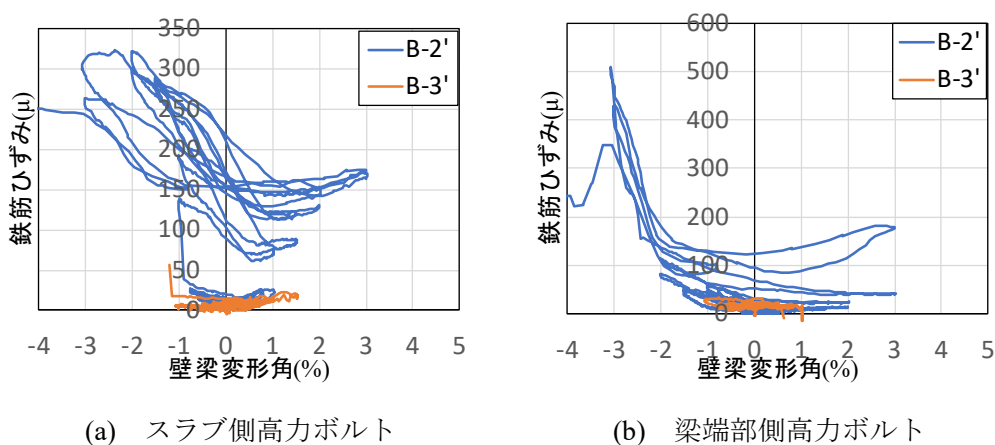 350
300
250
200
150
100
50
0
鉄筋ひずみ(μ)
B-2'
B-3'
-4 -3 -2 -1 0 1 2 3 4 5
壁梁変形角(%)
(a) スラブ側高力ボルト
600
500
400
300
200
100
0
鉄筋ひずみ(μ)
B-2'
B-3'
-4 -3 -2 -1 0 1 2 3 4 5
壁梁変形角(%)
(b) 梁端部側高力ボルト